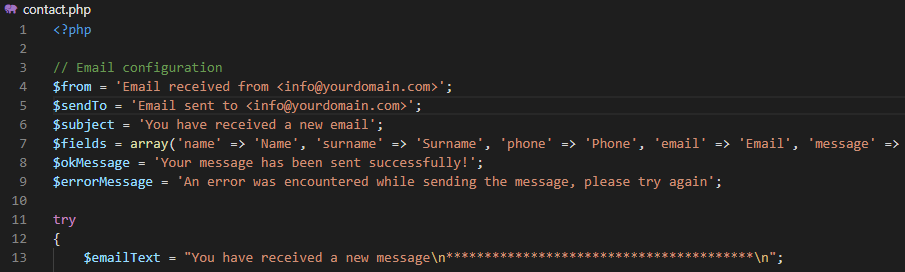 contact.php
1 <?php
2
3 // Email configuration
4 $from = 'Email received from <info@yourdomain.com>';
5 $sendTo = 'Email sent to <info@yourdomain.com>';
6 $subject = 'You have received a new email';
7 $fields = array('name' => 'Name', 'surname' => 'Surname', 'phone' => 'Phone', 'email' => 'Email', 'message' =>
8 $okMessage = 'Your message has been sent successfully!';
9 $errorMessage = 'An error was encountered while sending the message, please try again';
10
11 try
12 {
13 $emailText = "You have received a new message\n****************************************\n";